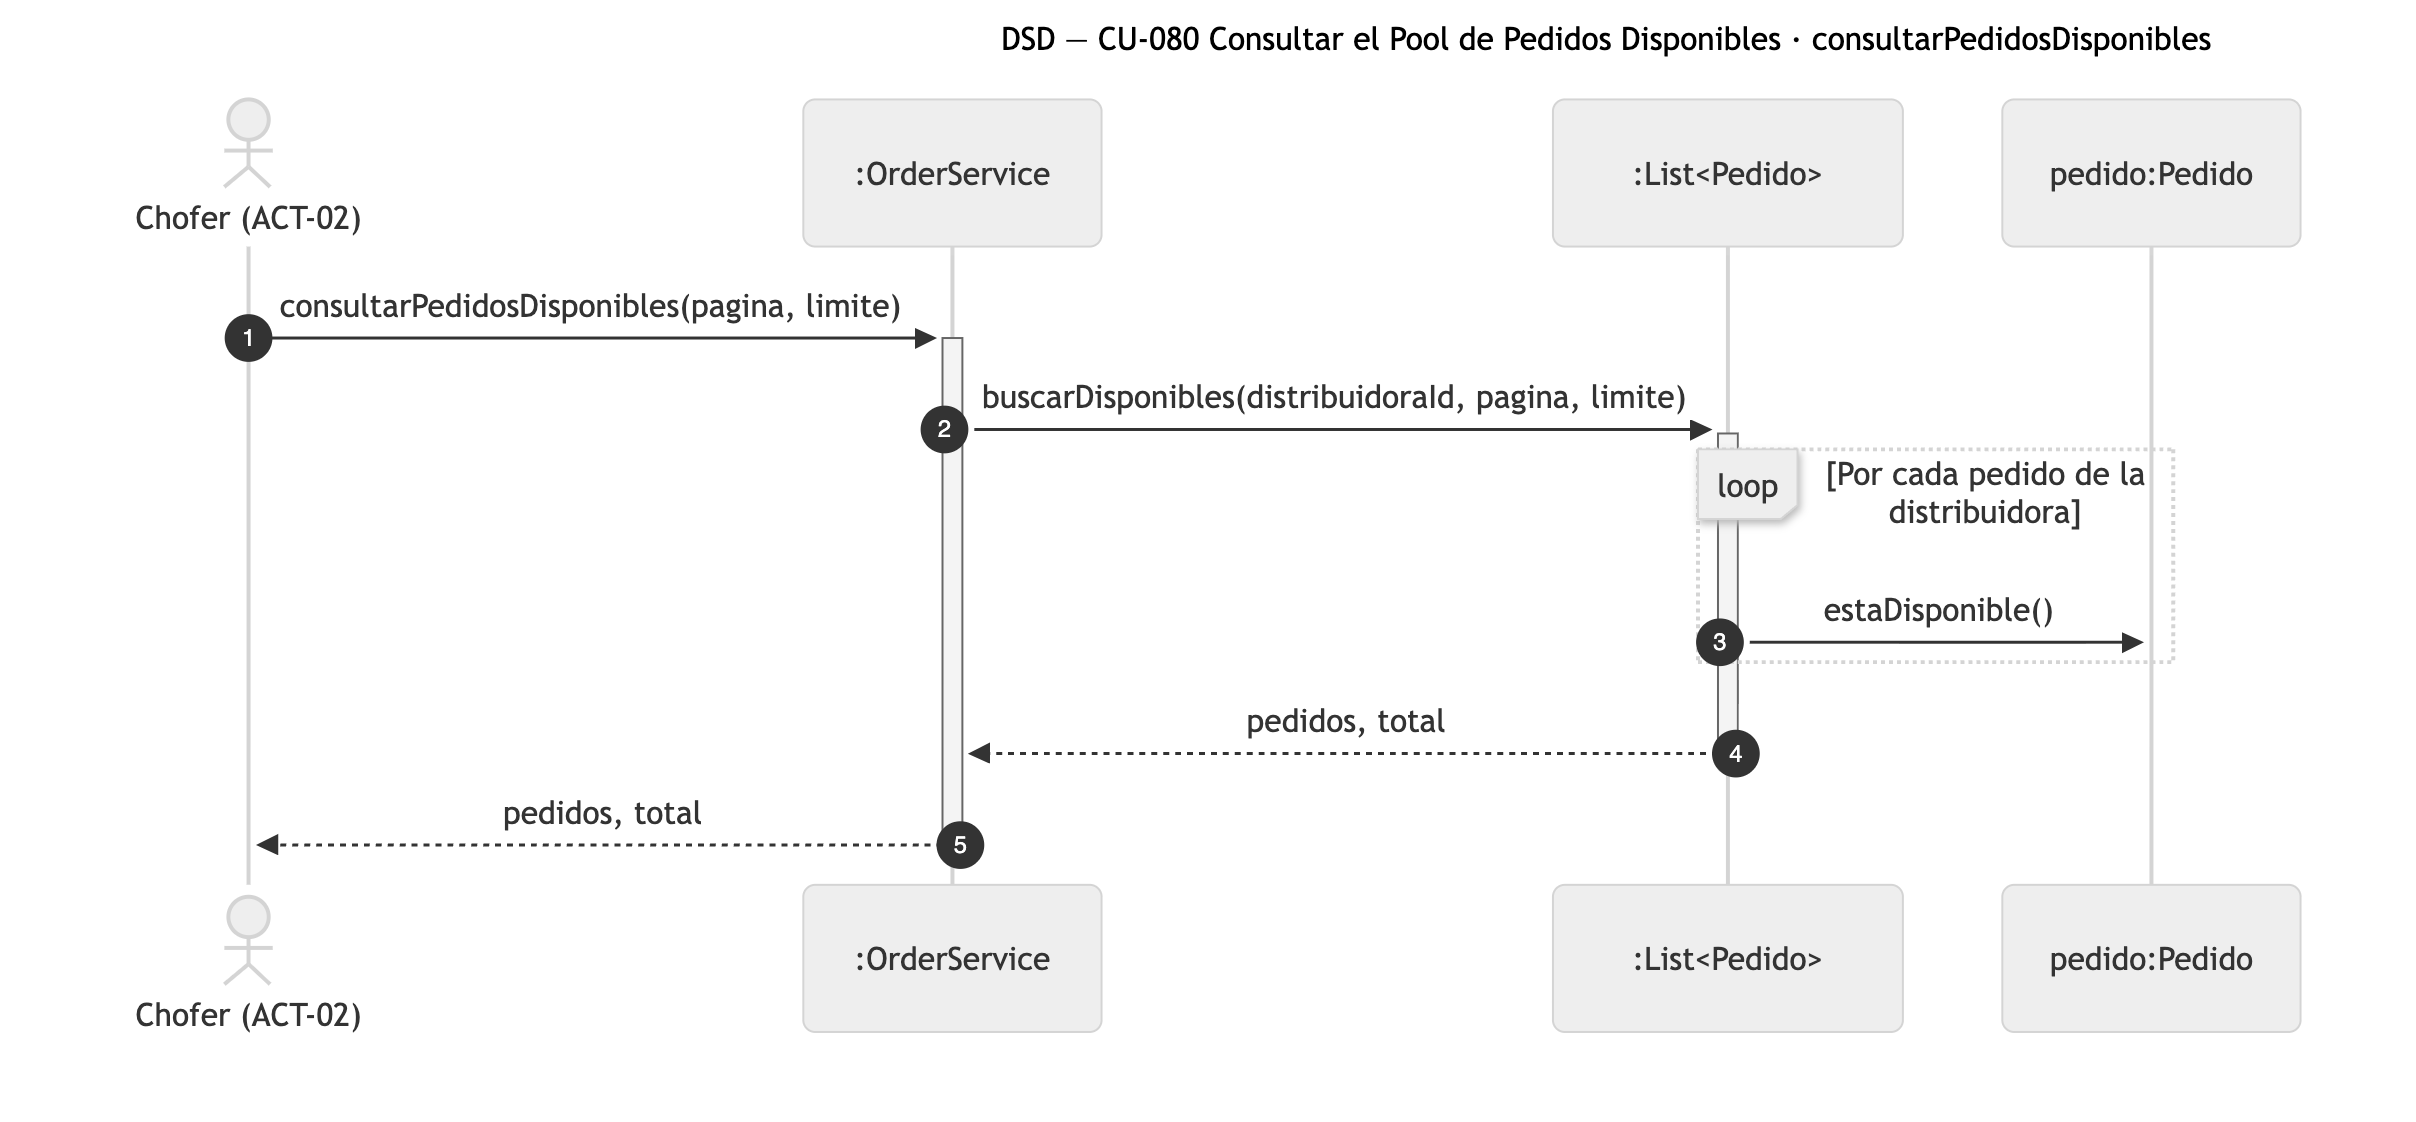 DSD — CU-080 Consultar el Pool de Pedidos Disponibles · consultarPedidosDisponibles
Chofer (ACT-02)
:OrderService
:List<Pedido>
pedido:Pedido
consultarPedidosDisponibles(pagina, limite)
1
buscarDisponibles(distribuidoraId, pagina, limite)
2
loop
[Por cada pedido de la
distribuidora]
estaDisponible()
3
pedidos, total
4
pedidos, total
5
Chofer (ACT-02)
:OrderService
:List<Pedido>
pedido:Pedido